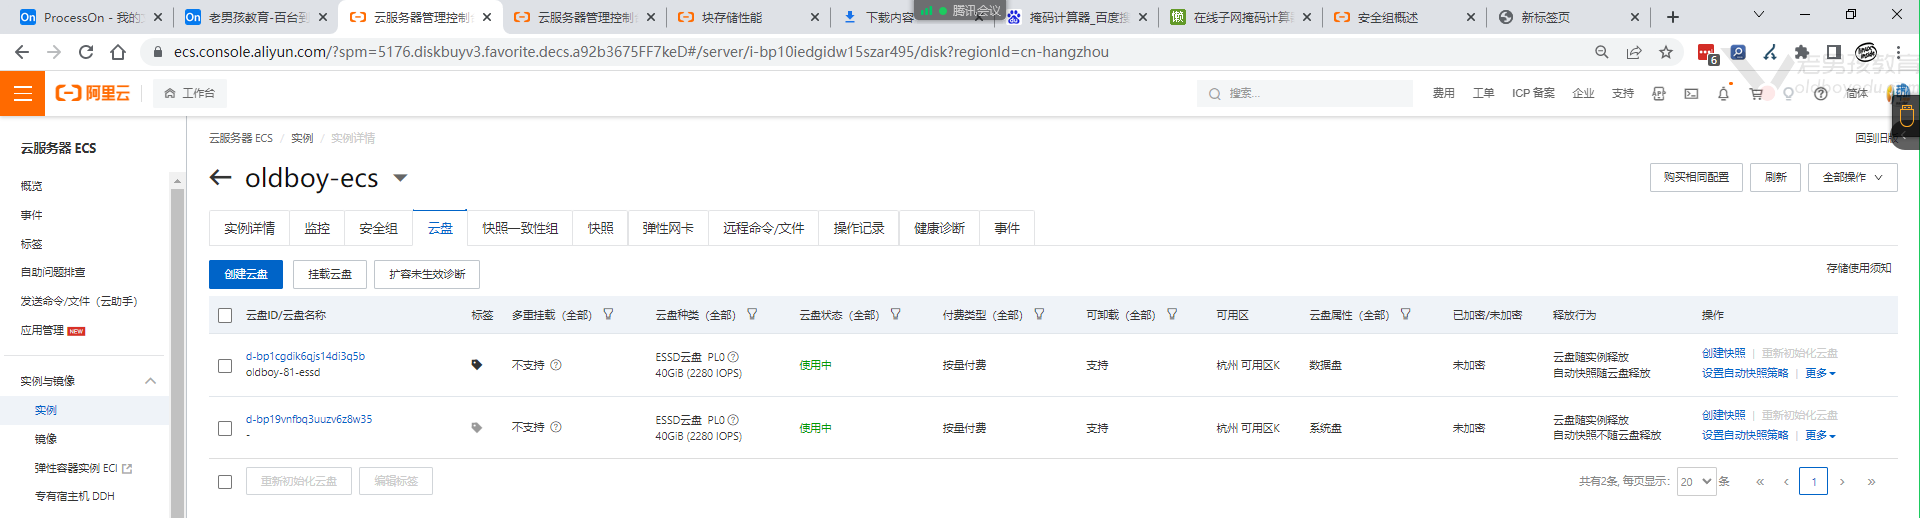 ProcessOn - 我的
老男孩教育-百台到
云服务器管理控制
云服务器管理控制
块存储性能
下载内容
腾讯会议
掩码计算器_百度搜
在线子网掩码计算器
安全组概述
新标签页
ecs.console.aliyun.com/?spm=5176.diskbuyv3.favorite.decs.a92b3675FF7keD#/server/i-bp10iedgidw15szar495/disk?regionId=cn-hangzhou
6
老男孩教育
oldboyedu.com
阿里云
工作台
搜索...
费用 工单 ICP 备案 企业 支持 简体
云服务器 ECS
概览
事件
标签
自助问题排查
发送命令/文件（云助手）
应用管理 NEW
实例与镜像
实例
镜像
弹性容器实例 ECI
专有宿主机 DDH
云服务器 ECS / 实例 / 实例详情
回到旧版
oldboy-ecs
购买相同配置 刷新 全部操作
实例详情 监控 安全组 云盘 快照一致性组 快照 弹性网卡 远程命令/文件 操作记录 健康诊断 事件
创建云盘 挂载云盘 扩容未生效诊断
存储使用须知
云盘ID/云盘名称 标签 多重挂载（全部） 云盘种类（全部） 云盘状态（全部） 付费类型（全部） 可卸载（全部） 可用区 云盘属性（全部） 已加密/未加密 释放行为 操作
d-bp1cgdik6qjs14di3q5b
oldboy-81-essd
不支持
ESSD云盘 PL0
40GiB (2280 IOPS)
使用中
按量付费
支持
杭州 可用区K
数据盘
未加密
云盘随实例释放
自动快照随云盘释放
创建快照 | 重新初始化云盘
设置自动快照策略 | 更多
d-bp19vnfbq3uuzv6z8w35
-
不支持
ESSD云盘 PL0
40GiB (2280 IOPS)
使用中
按量付费
支持
杭州 可用区K
系统盘
未加密
云盘随实例释放
自动快照不随云盘释放
创建快照 | 重新初始化云盘
设置自动快照策略 | 更多
重新初始化云盘 编辑标签
共有2条, 每页显示: 20 条 « ‹ 1 › »